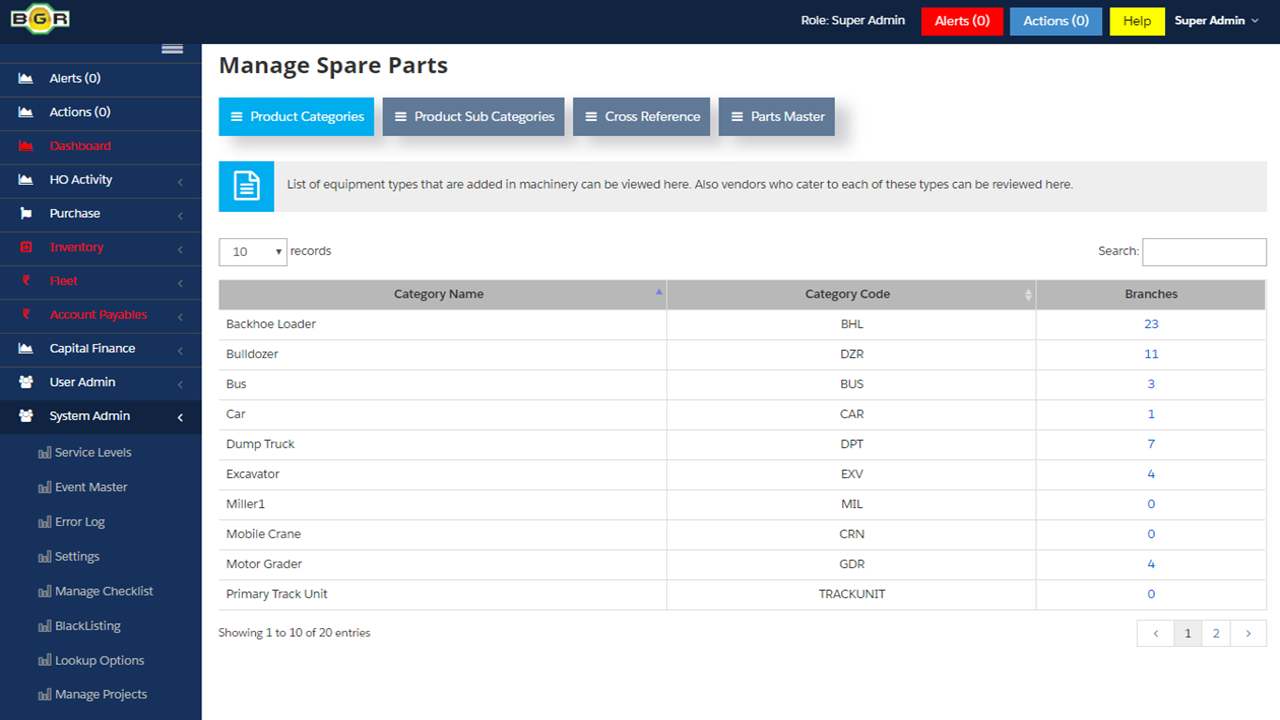 BGR
Role: Super Admin
Alerts (0)
Actions (0)
Help
Super Admin
Alerts (0)
Actions (0)
Dashboard
HO Activity
Purchase
Inventory
Fleet
Account Payables
Capital Finance
User Admin
System Admin
Service Levels
Event Master
Error Log
Settings
Manage Checklist
BlackListing
Lookup Options
Manage Projects
Manage Spare Parts
Product Categories
Product Sub Categories
Cross Reference
Parts Master
List of equipment types that are added in machinery can be viewed here. Also vendors who cater to each of these types can be reviewed here.
10 records
Search:
Category Name Category Code Branches
Backhoe Loader BHL 23
Bulldozer DZR 11
Bus BUS 3
Car CAR 1
Dump Truck DPT 7
Excavator EXV 4
Miller1 MIL 0
Mobile Crane CRN 0
Motor Grader GDR 4
Primary Track Unit TRACKUNIT 0
Showing 1 to 10 of 20 entries
‹ 1 2 ›